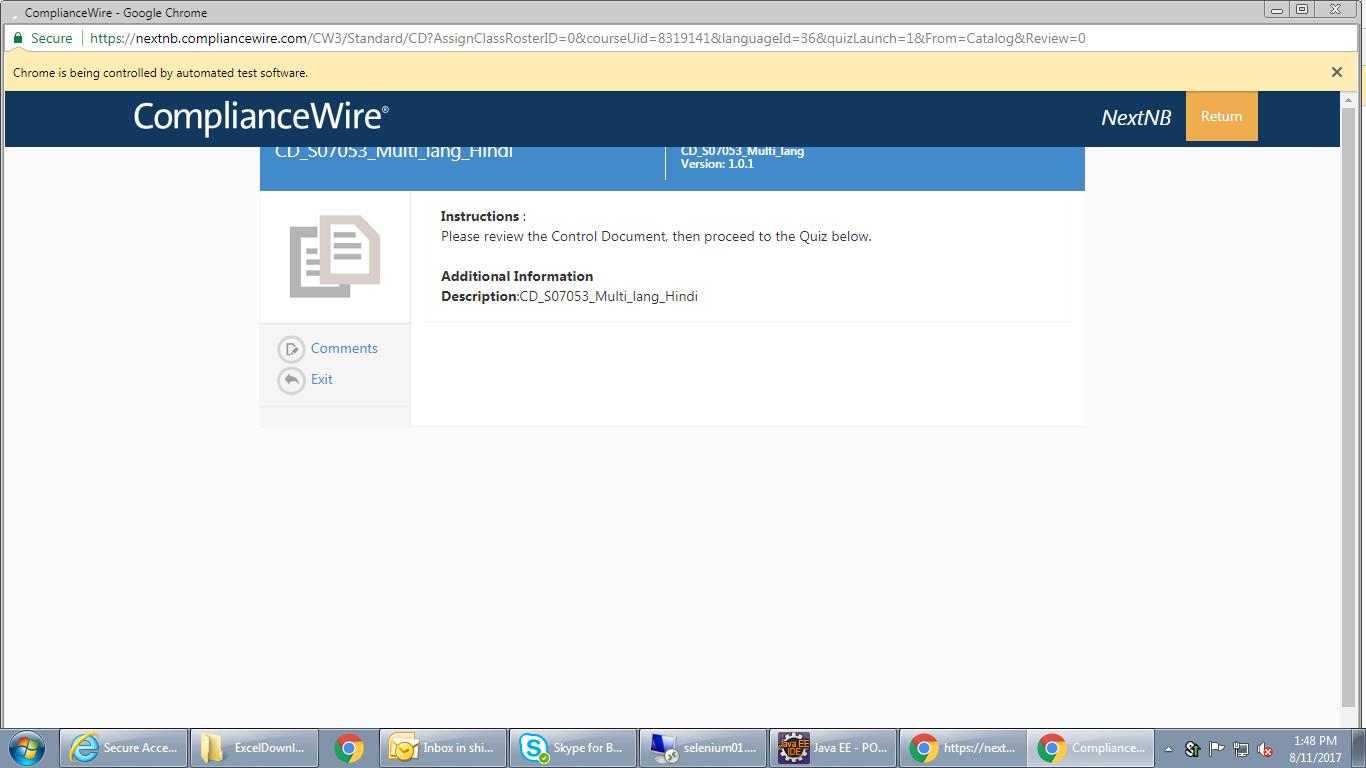 ComplianceWire - Google Chrome
Secure https://nextnb.compliancewire.com/CW3/Standard/CD?AssignClassRosterID=0&courseUid=8319141&languageId=36&quizLaunch=1&From=Catalog&Review=0
Chrome is being controlled by automated test software.
ComplianceWire® NextNB Return
CD_S07053_Multi_lang_Hindi
CD_S07053_Multi_lang
Version: 1.0.1
Instructions :
Please review the Control Document, then proceed to the Quiz below.
Additional Information
Description:CD_S07053_Multi_lang_Hindi
Comments
Exit
Secure Acce... ExcelDownl... Inbox in shi... Skype for B... selenium01.... Java EE - PO... https://next... Compliance...
1:48 PM
8/11/2017